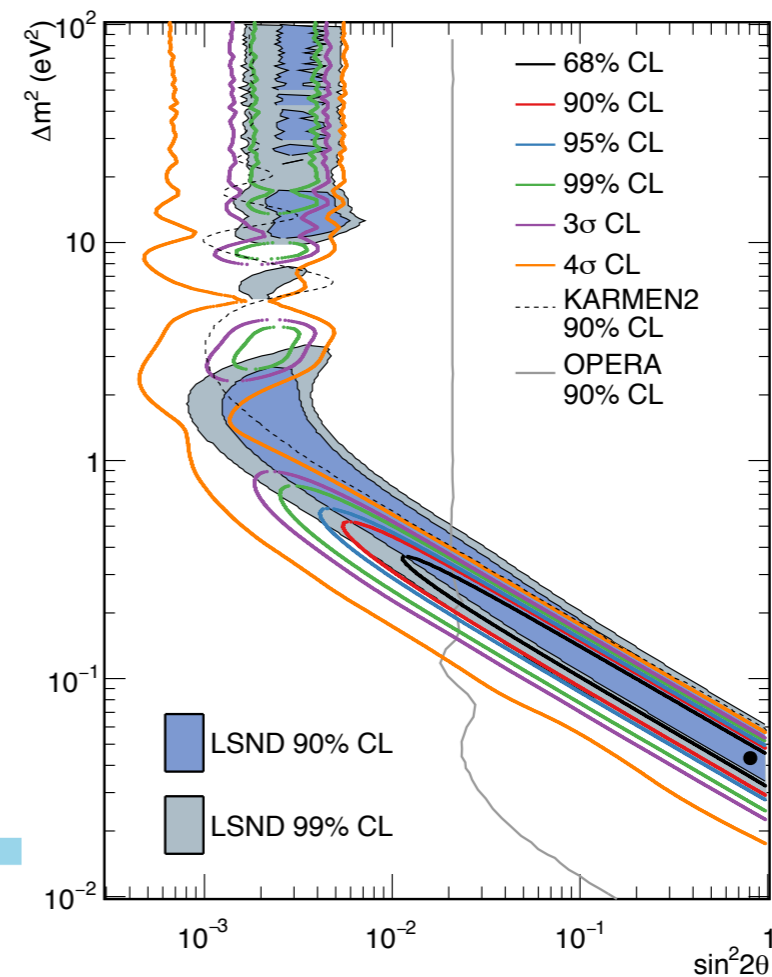 Δm² (eV²)
10²
10
1
10⁻¹
10⁻²
68% CL
90% CL
95% CL
99% CL
3σ CL
4σ CL
KARMEN2
90% CL
OPERA
90% CL
LSND 90% CL
LSND 99% CL
10⁻³
10⁻²
10⁻¹
1
sin²2θ